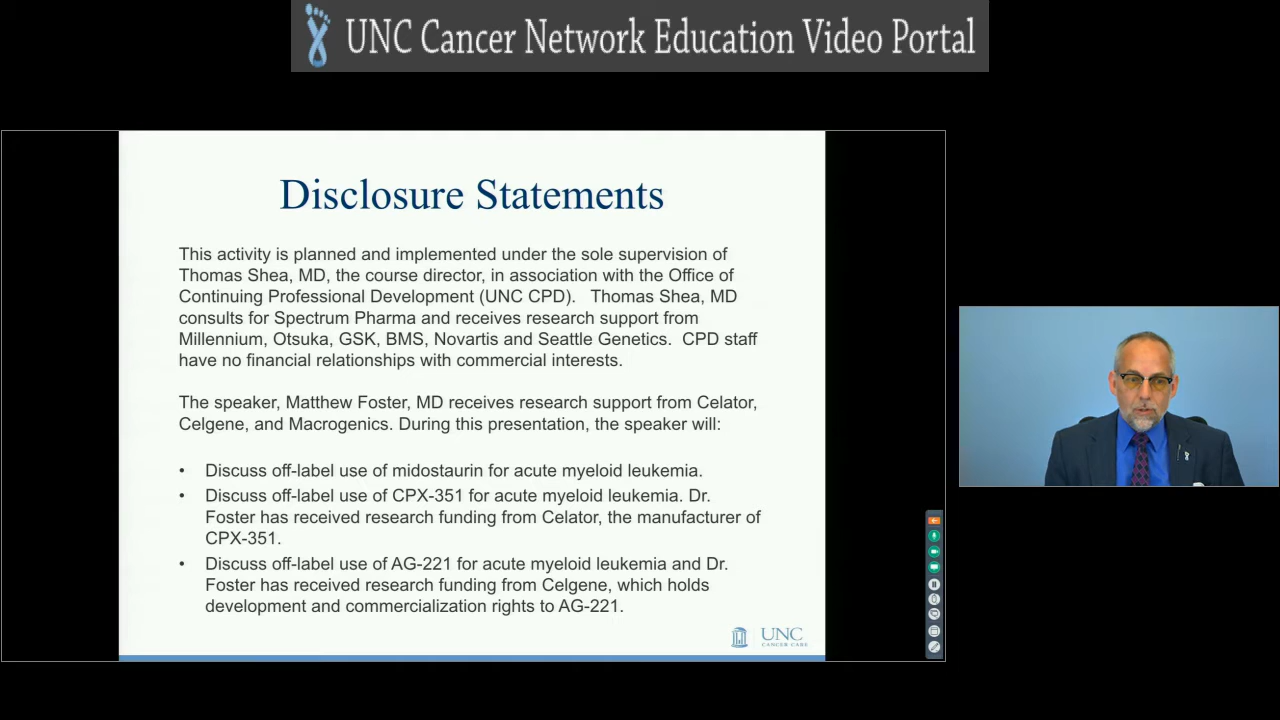 UNC Cancer Network Education Video Portal
Disclosure Statements
This activity is planned and implemented under the sole supervision of
Thomas Shea, MD, the course director, in association with the Office of
Continuing Professional Development (UNC CPD).   Thomas Shea, MD
consults for Spectrum Pharma and receives research support from
Millennium, Otsuka, GSK, BMS, Novartis and Seattle Genetics.  CPD staff
have no financial relationships with commercial interests.
The speaker, Matthew Foster, MD receives research support from Celator,
Celgene, and Macrogenics. During this presentation, the speaker will:
• Discuss off-label use of midostaurin for acute myeloid leukemia.
• Discuss off-label use of CPX-351 for acute myeloid leukemia. Dr.
Foster has received research funding from Celator, the manufacturer of
CPX-351.
• Discuss off-label use of AG-221 for acute myeloid leukemia and Dr.
Foster has received research funding from Celgene, which holds
development and commercialization rights to AG-221.
UNC
CANCER CARE